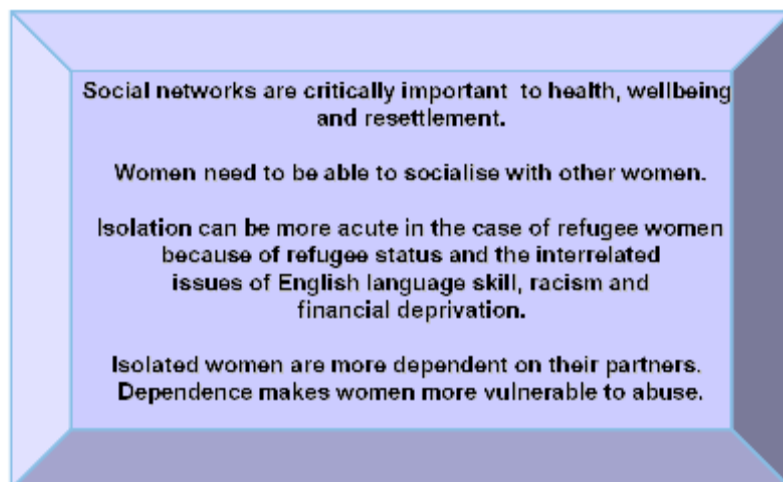 Social networks are critically important to health, wellbeing
and resettlement.
Women need to be able to socialise with other women.
Isolation can be more acute in the case of refugee women
because of refugee status and the interrelated
issues of English language skill, racism and
financial deprivation.
Isolated women are more dependent on their partners.
Dependence makes women more vulnerable to abuse.